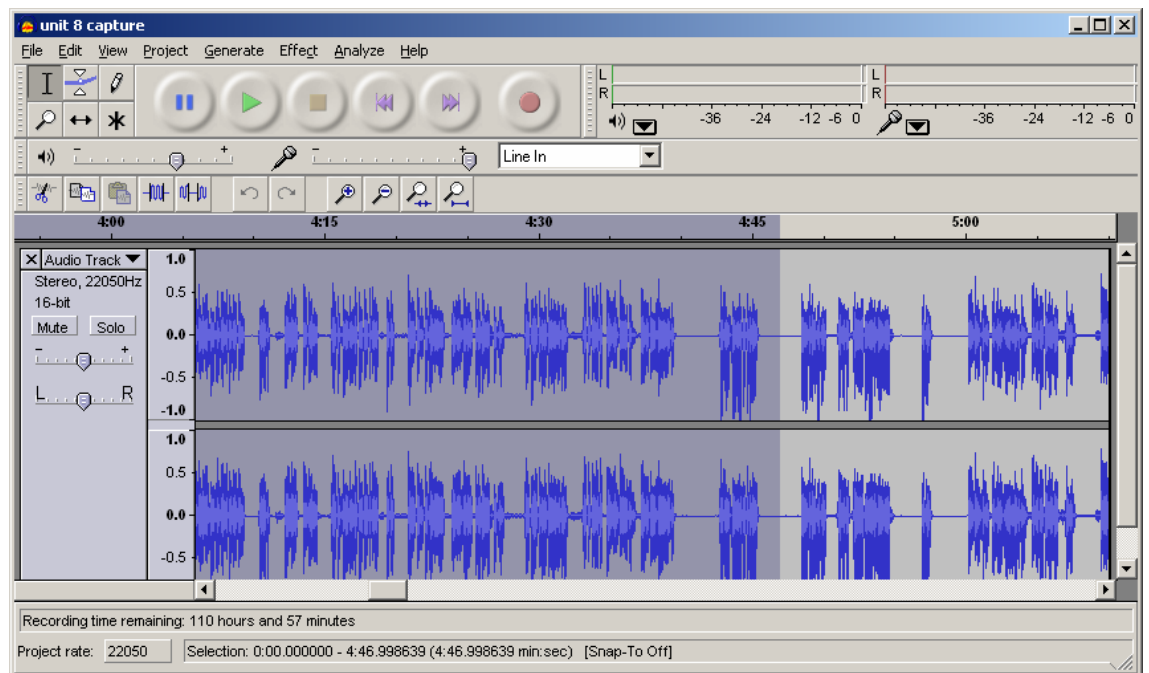 unit 8 capture
File Edit View Project Generate Effect Analyze Help
L L
R R
-36 -24 -12 -6 0 -36 -24 -12 -6 0
- + - + Line In
4:00 4:15 4:30 4:45 5:00
X Audio Track 1.0
Stereo, 22050Hz
16-bit 0.5
Mute Solo 0.0
- +
-0.5
L R
-1.0
1.0
0.5
0.0
-0.5
Recording time remaining: 110 hours and 57 minutes
Project rate: 22050 Selection: 0:00.000000 - 4:46.998639 (4:46.998639 min:sec) [Snap-To Off]